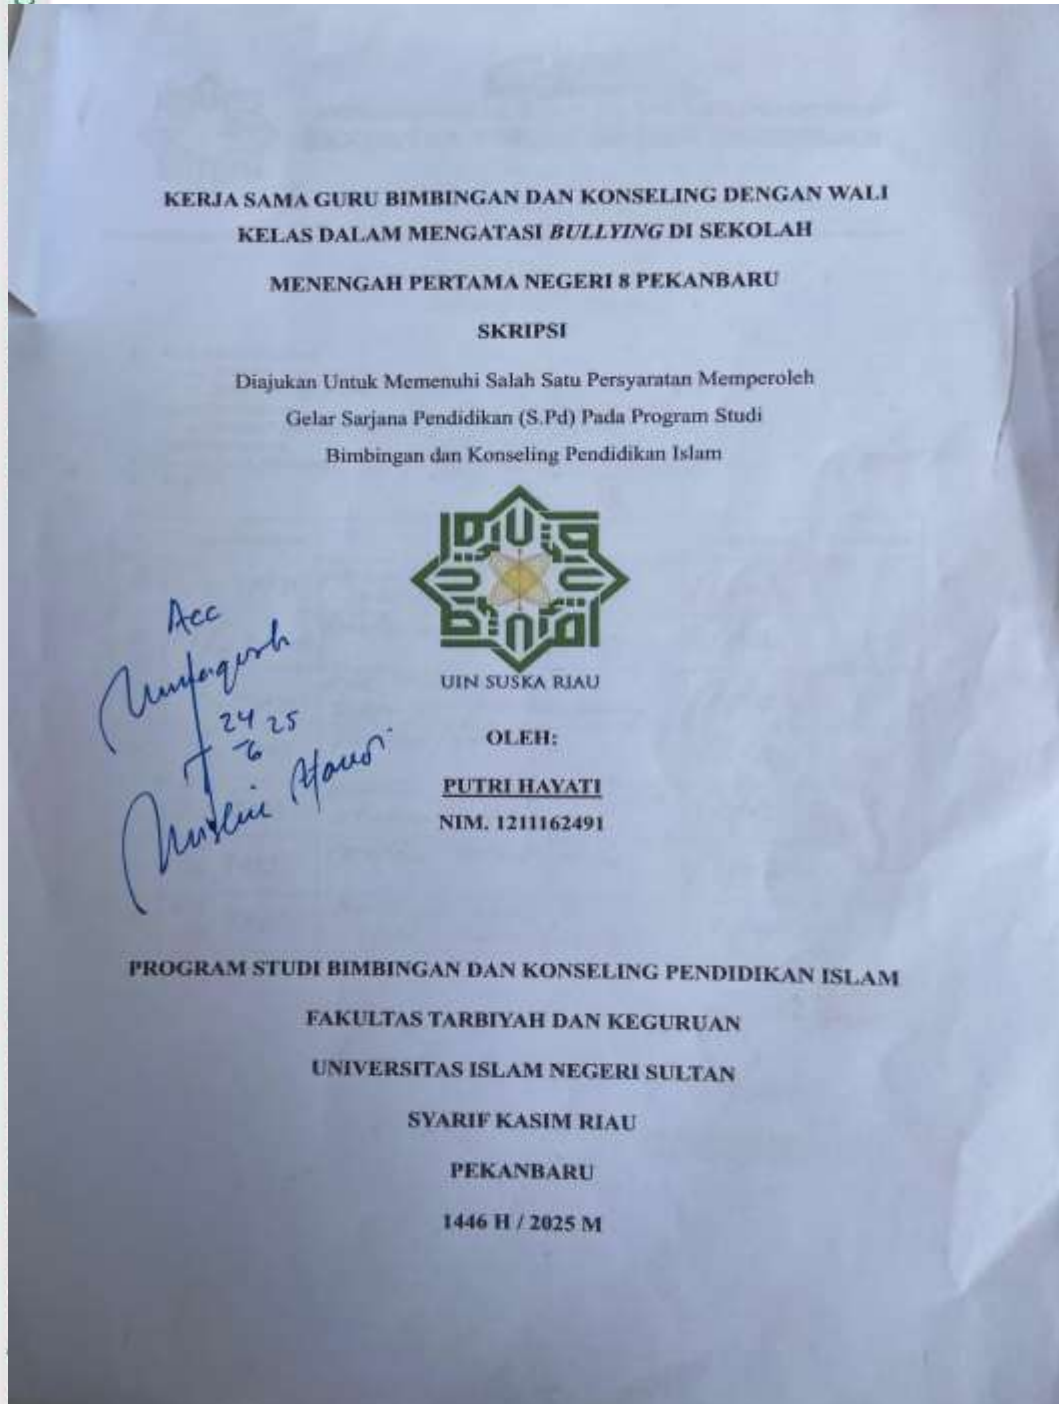 KERJA SAMA GURU BIMBINGAN DAN KONSELING DENGAN WALI
KELAS DALAM MENGATASI BULLYING DI SEKOLAH
MENENGAH PERTAMA NEGERI 8 PEKANBARU
SKRIPSI
Diajukan Untuk Memenuhi Salah Satu Persyaratan Memperoleh
Gelar Sarjana Pendidikan (S.Pd) Pada Program Studi
Bimbingan dan Konseling Pendidikan Islam
UIN SUSKA RIAU
Acc
24
6 25
OLEH:
PUTRI HAYATI
NIM. 1211162491
PROGRAM STUDI BIMBINGAN DAN KONSELING PENDIDIKAN ISLAM
FAKULTAS TARBIYAH DAN KEGURUAN
UNIVERSITAS ISLAM NEGERI SULTAN
SYARIF KASIM RIAU
PEKANBARU
1446 H / 2025 M